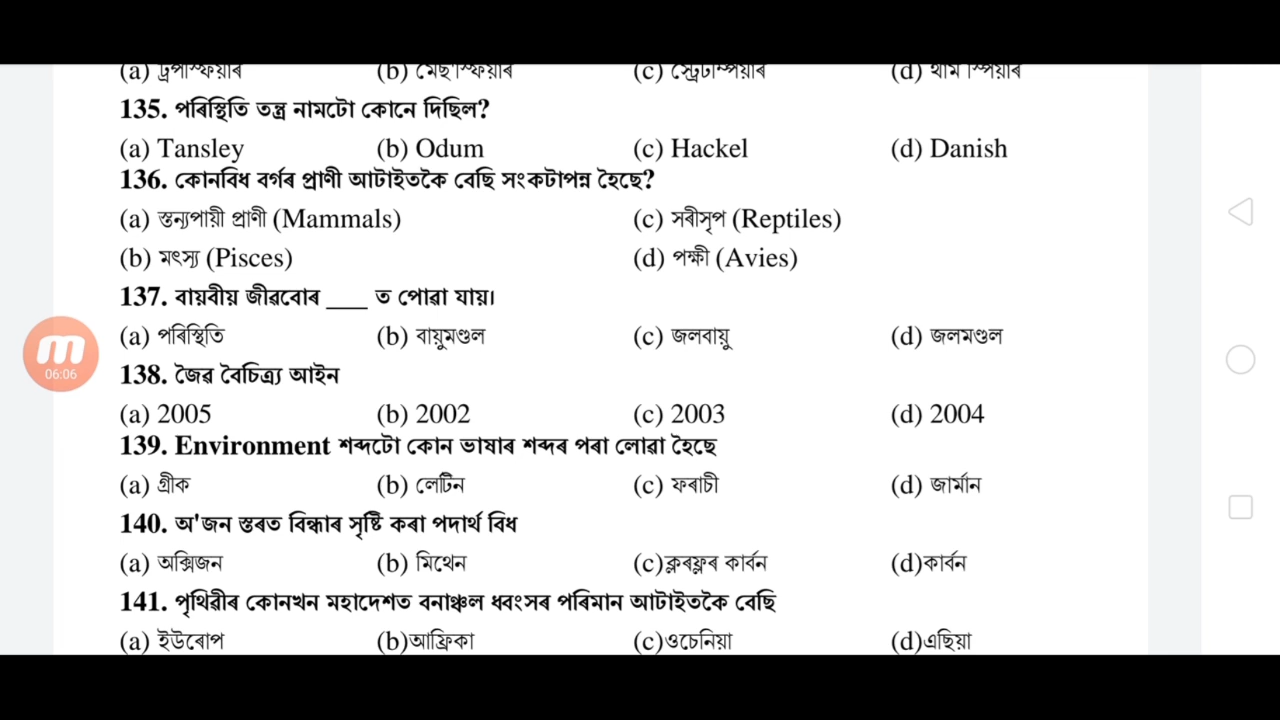 (a) ট্ৰপ'স্ফিয়াৰ (b) মেছ'স্ফিয়াৰ (c)
135. পৰিস্থিতি তন্ত্ৰ নামটো কোনে দিছিল?
(a) Tansley (b) Odum (c) Hackel (d) Danish
136. কোনবিধ বৰ্গৰ প্ৰাণী আটাইতকৈ বেছি সংকটাপন্ন হৈছে?
(a) স্তন্যপায়ী প্ৰাণী (Mammals) (c) সৰীসৃপ (Reptiles)
(b) মৎস্য (Pisces) (d) পক্ষী (Avies)
137. বায়বীয় জীৱবোৰ ___ ত পোৱা যায়।
(a) পৰিস্থিতি (b) বায়ুমণ্ডল (c) জলবায়ু (d) জলমণ্ডল
138. জৈৱ বৈচিত্ৰ্য আইন
(a) 2005 (b) 2002 (c) 2003 (d) 2004
139. Environment শব্দটো কোন ভাষাৰ শব্দৰ পৰা লোৱা হৈছে
(a) গ্ৰীক (b) লেটিন (c) ফৰাচী (d) জাৰ্মান
06:06
140. অ'জন স্তৰত বিন্ধাৰ সৃষ্টি কৰা পদাৰ্থ বিধ
(a) অক্সিজন (b) মিথেন (c)ক্লৰফ্লৰ কাৰ্বন (d)কাৰ্বন
141. পৃথিৱীৰ কোনখন মহাদেশত বনাঞ্চল ধ্বংসৰ পৰিমান আটাইতকৈ বেছি
(a) ইউৰোপ (b)আফ্ৰিকা (c)ওচেনিয়া (d)এছিয়া